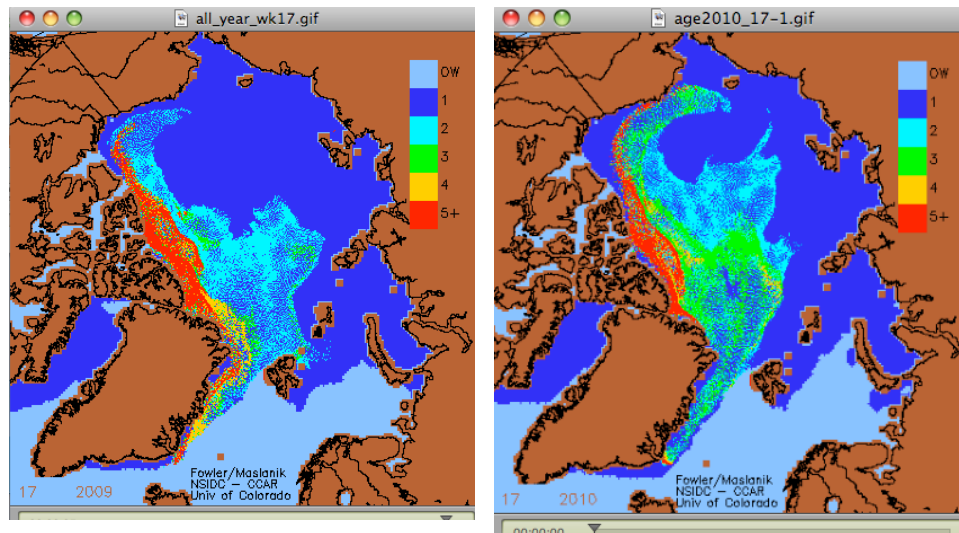 all_year_wk17.gif
OW
1
2
3
4
5+
Fowler/Maslanik
NSIDC - CCAR
Univ of Colorado
17 2009
age2010_17-1.gif
OW
1
2
3
4
5+
Fowler/Maslanik
NSIDC - CCAR
Univ of Colorado
17 2010
00:00:00